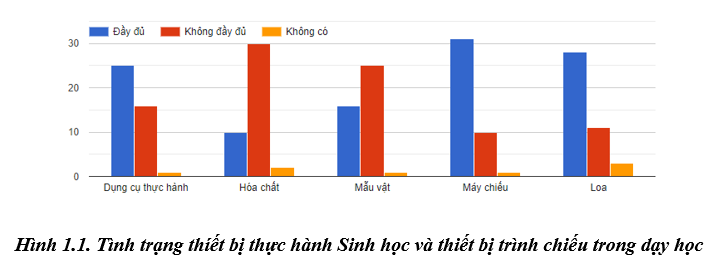 Đầy đủ Không đầy đủ Không có
30
20
10
0
Dụng cụ thực hành Hòa chất Mẫu vật Máy chiếu Loa
Hình 1.1. Tình trạng thiết bị thực hành Sinh học và thiết bị trình chiếu trong dạy học